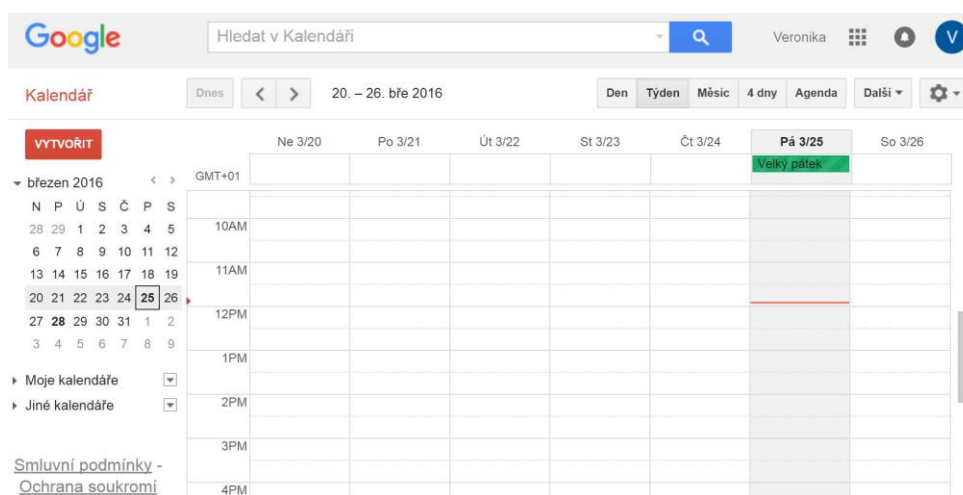 Google Hledat v Kalendáři Veronika V
Kalendář Dnes 20. – 26. bře 2016 Den Týden Měsíc 4 dny Agenda Další
VYTVOŘIT Ne 3/20 Po 3/21 Út 3/22 St 3/23 Čt 3/24 Pá 3/25 So 3/26
Velký pátek
březen 2016 GMT+01
N P Ú S Č P S
28 29 1 2 3 4 5 10AM
6 7 8 9 10 11 12
13 14 15 16 17 18 19 11AM
20 21 22 23 24 25 26
27 28 29 30 31 1 2 12PM
3 4 5 6 7 8 9
1PM
Moje kalendáře
Jiné kalendáře 2PM
3PM
Smluvní podmínky -
Ochrana soukromí 4PM